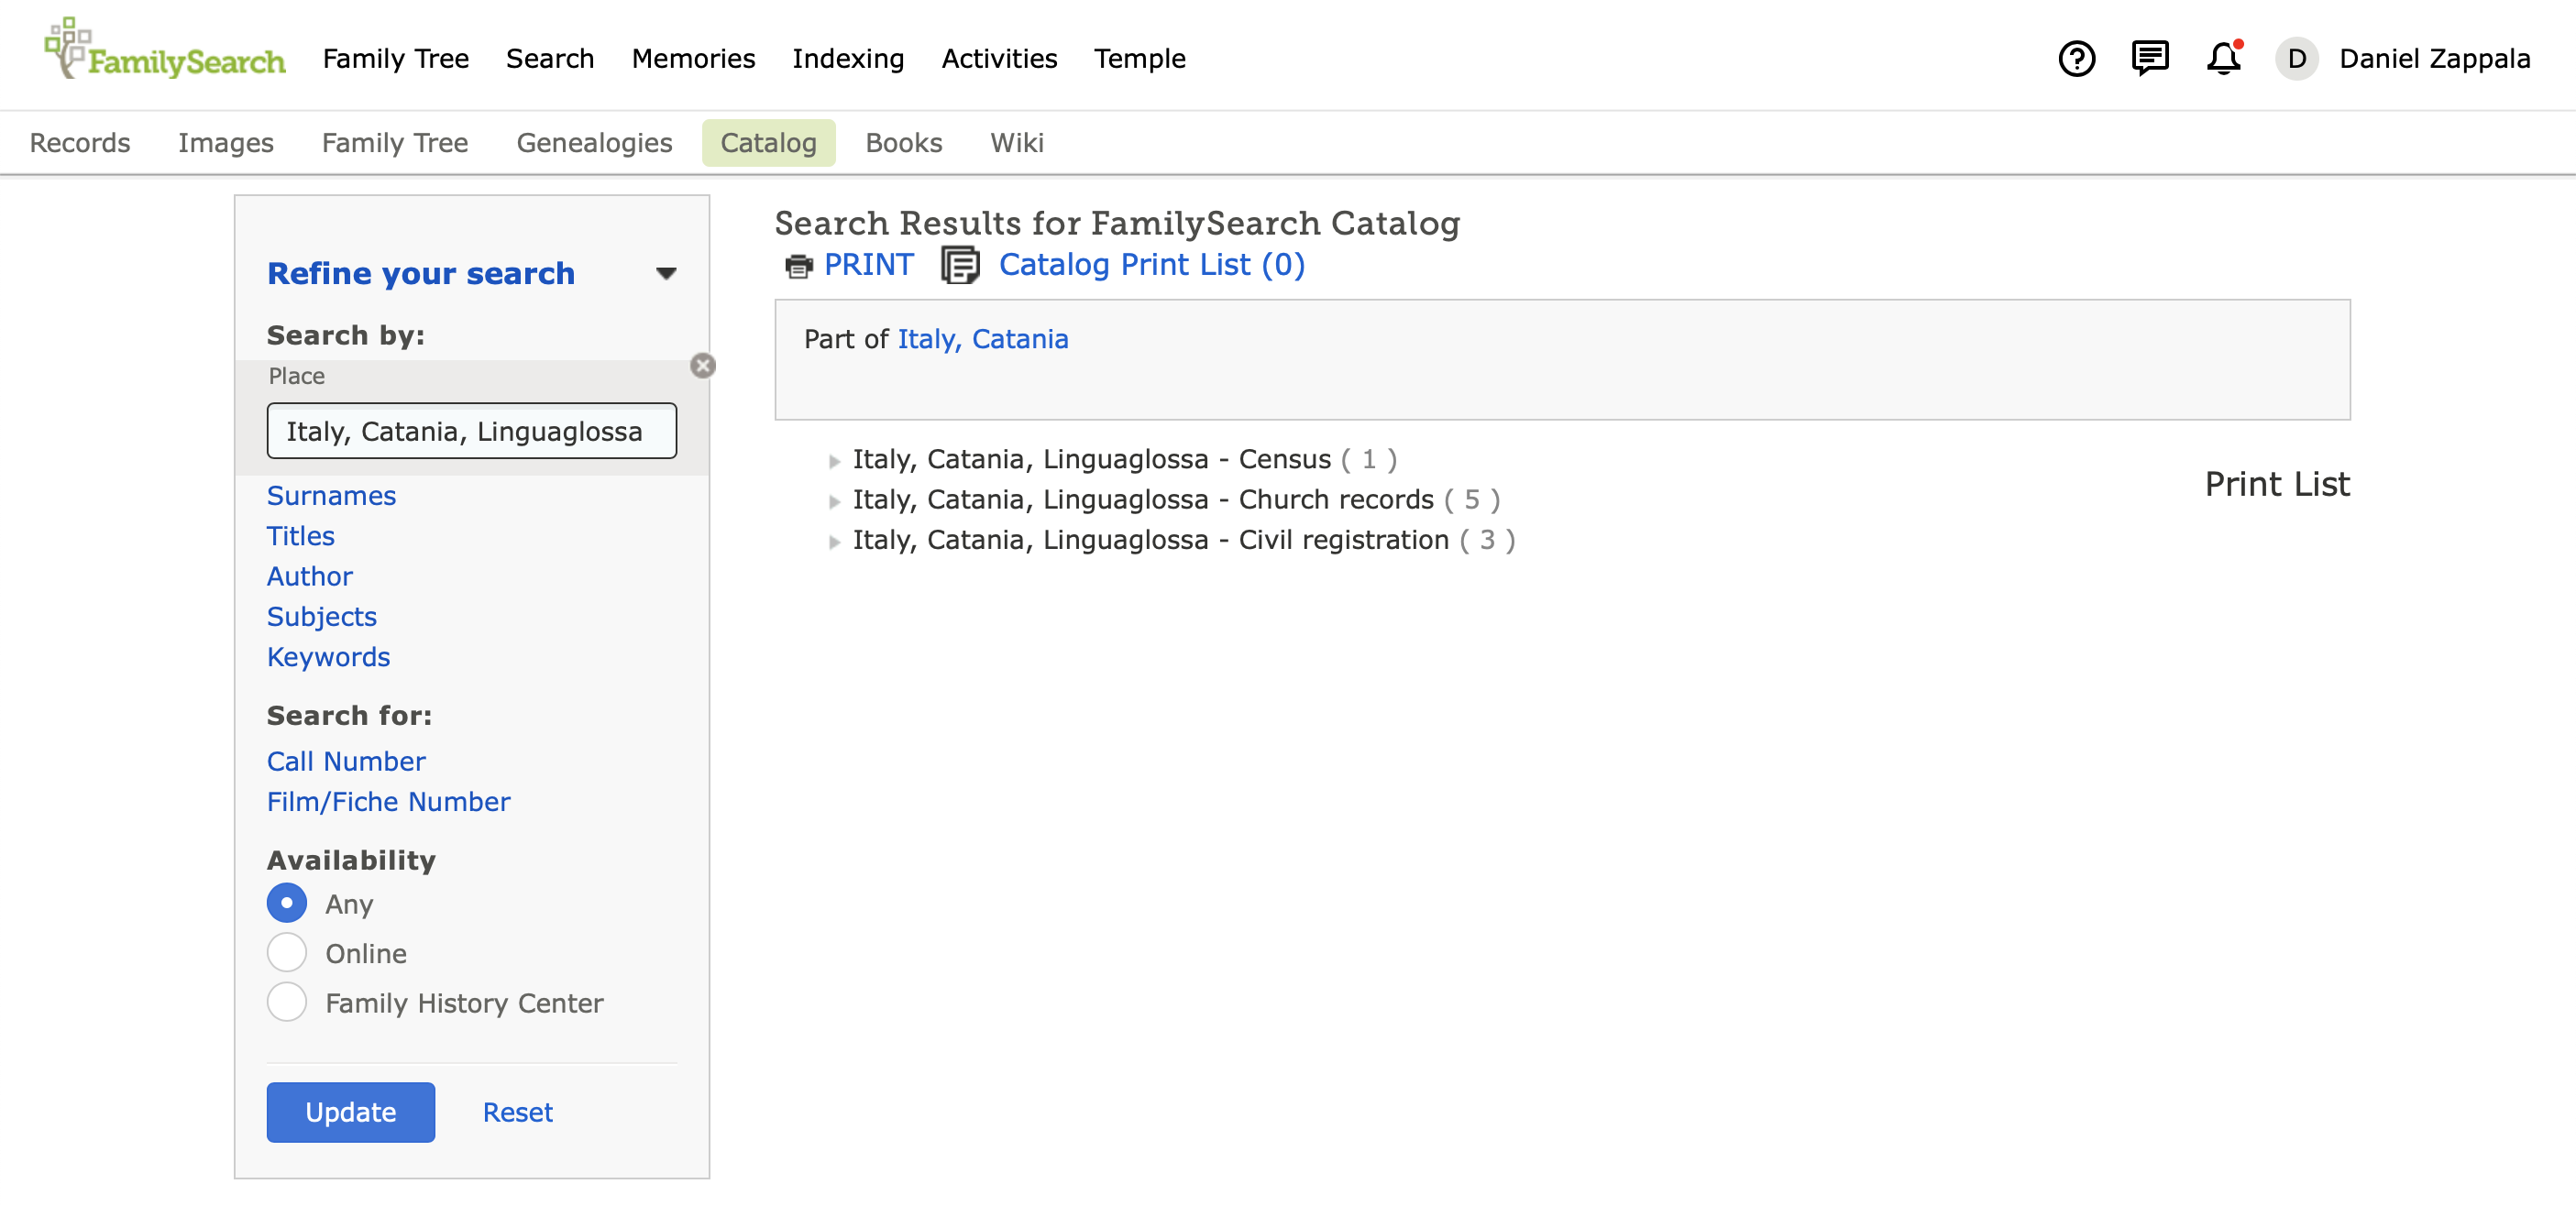 FamilySearch Family Tree Search Memories Indexing Activities Temple D Daniel Zappala
Records Images Family Tree Genealogies Catalog Books Wiki
Refine your search
Search by:
Place
Italy, Catania, Linguaglossa
Surnames
Titles
Author
Subjects
Keywords
Search for:
Call Number
Film/Fiche Number
Availability
Any
Online
Family History Center
Update Reset
Search Results for FamilySearch Catalog
PRINT Catalog Print List (0)
Part of Italy, Catania
Italy, Catania, Linguaglossa - Census ( 1 )
Italy, Catania, Linguaglossa - Church records ( 5 )
Italy, Catania, Linguaglossa - Civil registration ( 3 )
Print List